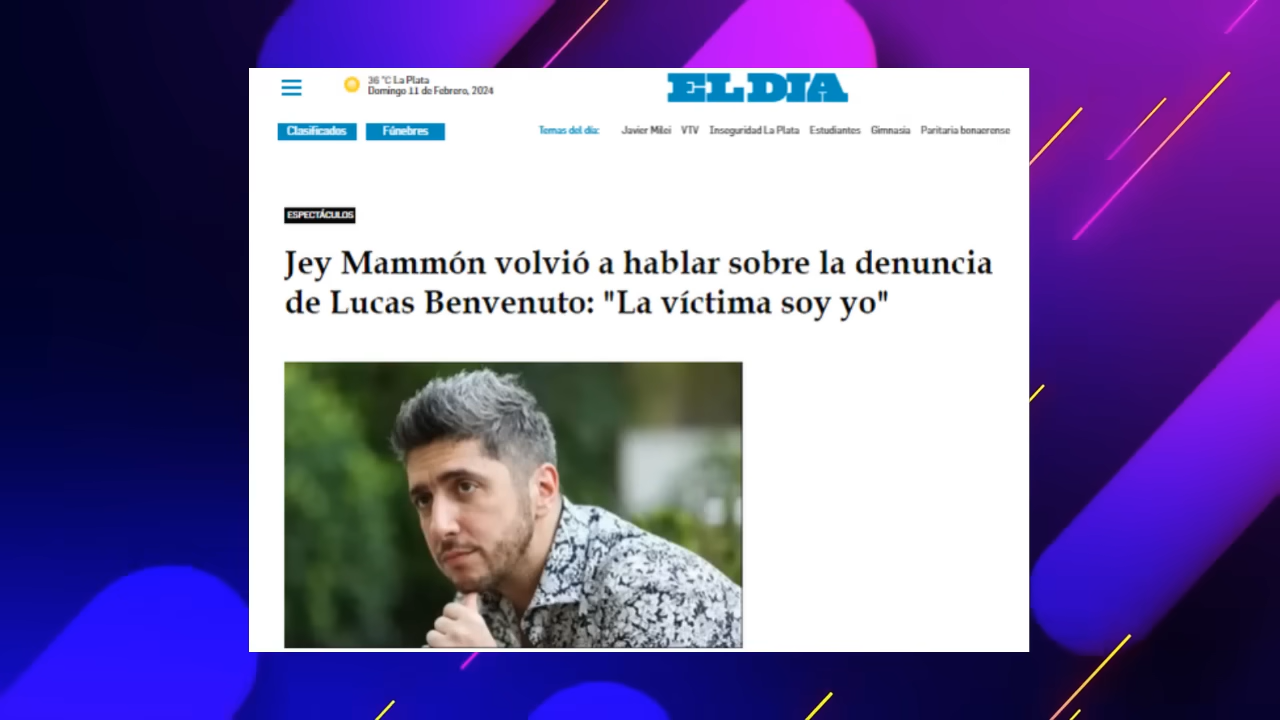 36 °C La Plata
Domingo 11 de Febrero, 2024
EL DIA
Clasificados
Fúnebres
Temas del día:
Javier Milei
VTV
Inseguridad La Plata
Estudiantes
Gimnasia
Paritaria bonaerense
ESPECTÁCULOS
Jey Mammón volvió a hablar sobre la denuncia
de Lucas Benvenuto: "La víctima soy yo"